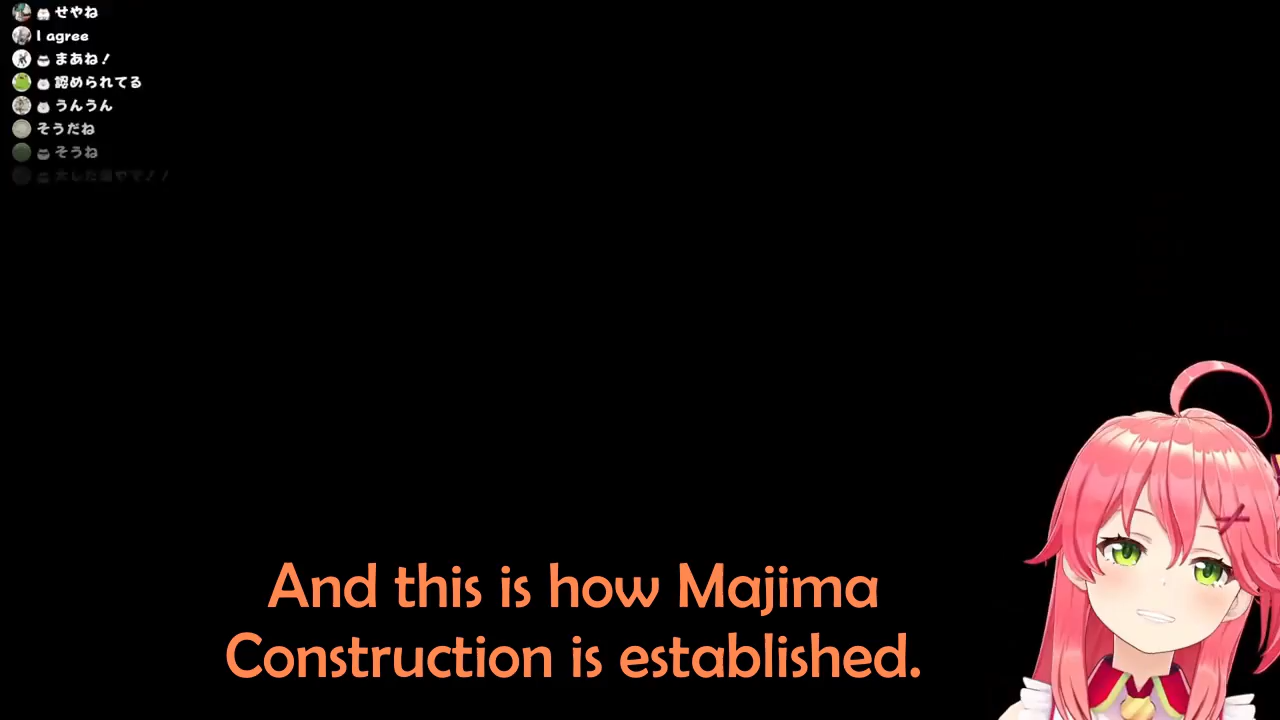 せやね
I agree
まあね！
認められてる
うんうん
そうだね
そうね
And this is how Majima
Construction is established.